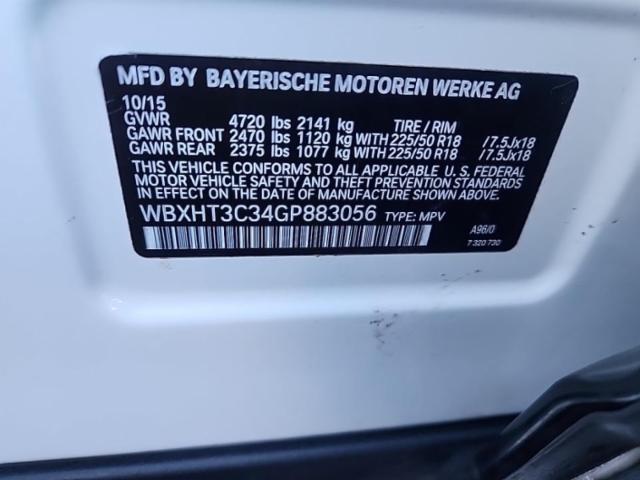 MFD BY BAYERISCHE MOTOREN WERKE AG
10/15
GVWR 4720 lbs 2141 kg TIRE / RIM
GAWR FRONT 2470 lbs 1120 kg WITH 225/50 R18 /7.5Jx18
GAWR REAR 2375 lbs 1077 kg WITH 225/50 R18 /7.5Jx18
THIS VEHICLE CONFORMS TO ALL APPLICABLE U. S. FEDERAL
MOTOR VEHICLE SAFETY AND THEFT PREVENTION STANDARDS
IN EFFECT ON THE DATE OF MANUFACTURE SHOWN ABOVE.
WBXHT3C34GP883056 TYPE: MPV
A96/0
7 320 730